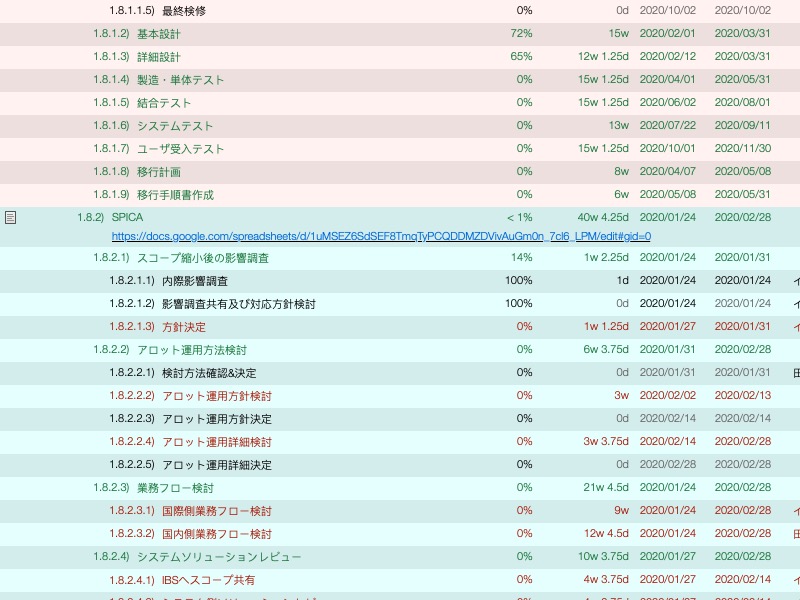 1.8.1.1.5) 最終検修 0% 0d 2020/10/02 2020/10/02
1.8.1.2) 基本設計 72% 15w 2020/02/01 2020/03/31
1.8.1.3) 詳細設計 65% 12w 1.25d 2020/02/12 2020/03/31
1.8.1.4) 製造・単体テスト 0% 15w 1.25d 2020/04/01 2020/05/31
1.8.1.5) 結合テスト 0% 15w 1.25d 2020/06/02 2020/08/01
1.8.1.6) システムテスト 0% 13w 2020/07/22 2020/09/11
1.8.1.7) ユーザ受入テスト 0% 15w 1.25d 2020/10/01 2020/11/30
1.8.1.8) 移行計画 0% 8w 2020/04/07 2020/05/08
1.8.1.9) 移行手順書作成 0% 6w 2020/05/08 2020/05/31
1.8.2) SPICA < 1% 40w 4.25d 2020/01/24 2020/02/28
https://docs.google.com/spreadsheets/d/1uMSEZ6SdSEF8TmqTyPCQDDMZDVivAuGm0n_7cI6_LPM/edit#gid=0
1.8.2.1) スコープ縮小後の影響調査 14% 1w 2.25d 2020/01/24 2020/01/31
1.8.2.1.1) 内際影響調査 100% 1d 2020/01/24 2020/01/24
1.8.2.1.2) 影響調査共有及び対応方針検討 100% 0d 2020/01/24 2020/01/24
1.8.2.1.3) 方針決定 0% 1w 1.25d 2020/01/27 2020/01/31
1.8.2.2) アロット運用方法検討 0% 6w 3.75d 2020/01/31 2020/02/28
1.8.2.2.1) 検討方法確認&決定 0% 0d 2020/01/31 2020/01/31 田
1.8.2.2.2) アロット運用方針検討 0% 3w 2020/02/02 2020/02/13
1.8.2.2.3) アロット運用方針決定 0% 0d 2020/02/14 2020/02/14
1.8.2.2.4) アロット運用詳細検討 0% 3w 3.75d 2020/02/14 2020/02/28
1.8.2.2.5) アロット運用詳細決定 0% 0d 2020/02/28 2020/02/28
1.8.2.3) 業務フロー検討 0% 21w 4.5d 2020/01/24 2020/02/28
1.8.2.3.1) 国際側業務フロー検討 0% 9w 2020/01/24 2020/02/28
1.8.2.3.2) 国内側業務フロー検討 0% 12w 4.5d 2020/01/24 2020/02/28 田
1.8.2.4) システムソリューションレビュー 0% 10w 3.75d 2020/01/27 2020/02/28
1.8.2.4.1) IBSへスコープ共有 0% 4w 3.75d 2020/01/27 2020/02/14